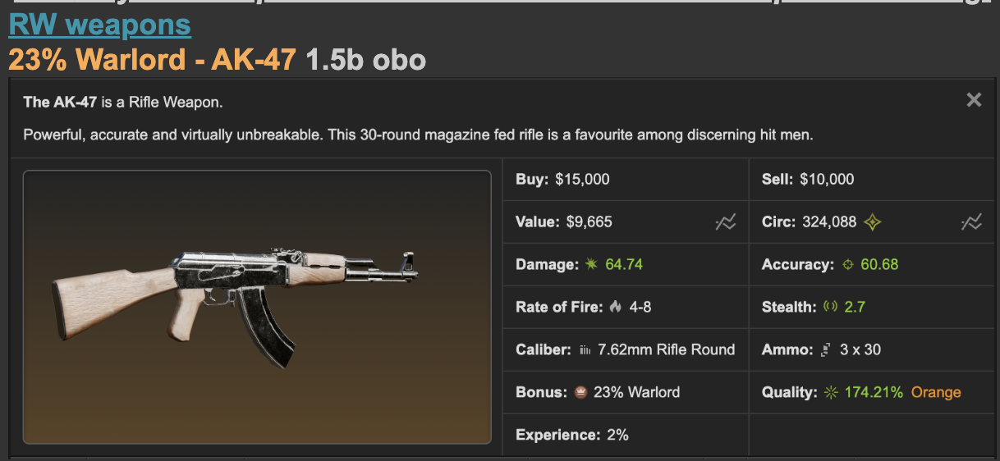 RW weapons
23% Warlord - AK-47 1.5b obo
The AK-47 is a Rifle Weapon.
Powerful, accurate and virtually unbreakable. This 30-round magazine fed rifle is a favourite among discerning hit men.
Buy: $15,000
Sell: $10,000
Value: $9,665
Circ: 324,088
Damage: 64.74
Accuracy: 60.68
Rate of Fire: 4-8
Stealth: 2.7
Caliber: 7.62mm Rifle Round
Ammo: 3 x 30
Bonus: 23% Warlord
Quality: 174.21% Orange
Experience: 2%